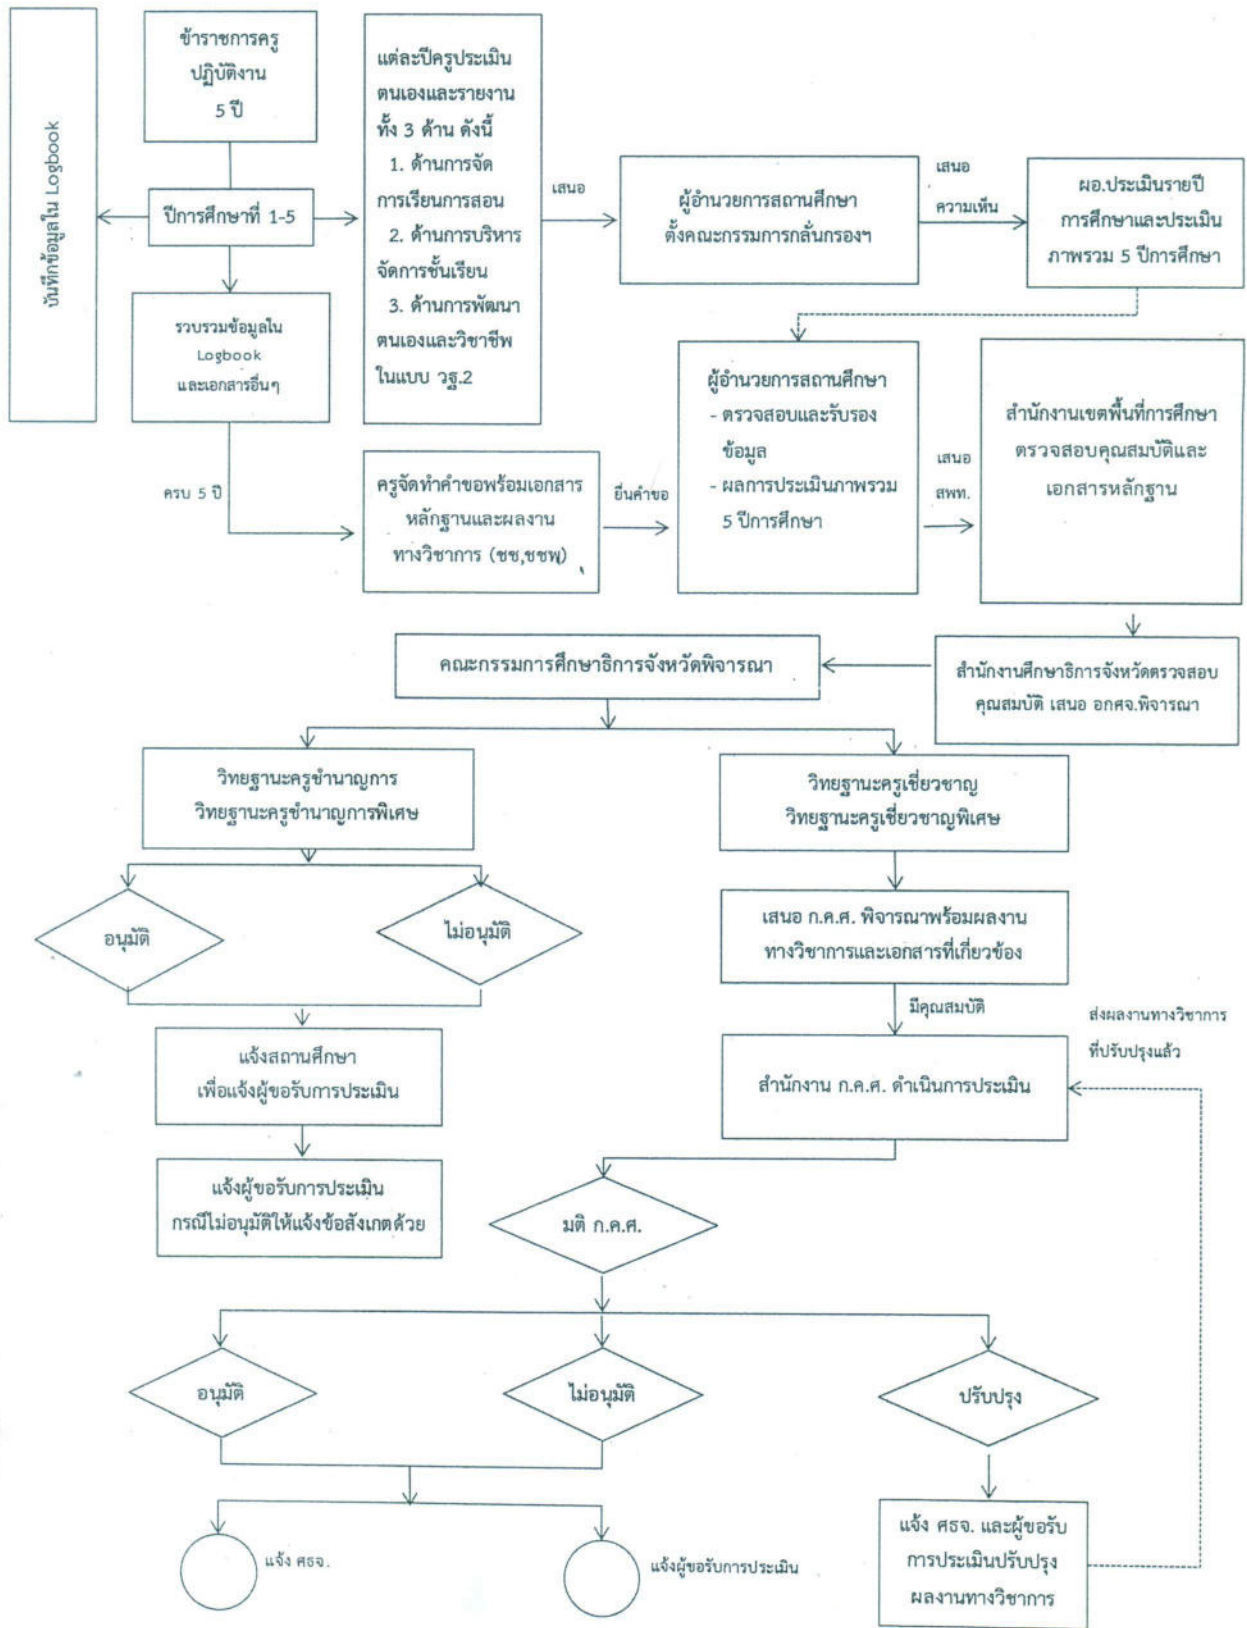 บันทึกข้อมูลใน Logbook
ข้าราชการครู
ปฏิบัติงาน
5 ปี
ปีการศึกษาที่ 1-5
รวบรวมข้อมูลใน
Logbook
และเอกสารอื่นๆ
แต่ละปีครูประเมิน
ตนเองและรายงาน
ทั้ง 3 ด้าน ดังนี้
1. ด้านการจัด
การเรียนการสอน
2. ด้านการบริหาร
จัดการชั้นเรียน
3. ด้านการพัฒนา
ตนเองและวิชาชีพ
ในแบบ วฐ.2
เสนอ
ผู้อำนวยการสถานศึกษา
ตั้งคณะกรรมการกลั่นกรองฯ
เสนอ
ความเห็น
ผอ.ประเมินรายปี
การศึกษาและประเมิน
ภาพรวม 5 ปีการศึกษา
ครบ 5 ปี
ครูจัดทำคำขอพร้อมเอกสาร
หลักฐานและผลงาน
ทางวิชาการ (ชช,ชชพ)
ยื่นคำขอ
ผู้อำนวยการสถานศึกษา
- ตรวจสอบและรับรอง
ข้อมูล
- ผลการประเมินภาพรวม
5 ปีการศึกษา
เสนอ
สพท.
สำนักงานเขตพื้นที่การศึกษา
ตรวจสอบคุณสมบัติและ
เอกสารหลักฐาน
สำนักงานศึกษาธิการจังหวัดตรวจสอบ
คุณสมบัติ เสนอ อกศจ.พิจารณา
คณะกรรมการศึกษาธิการจังหวัดพิจารณา
วิทยฐานะครูชำนาญการ
วิทยฐานะครูชำนาญการพิเศษ
วิทยฐานะครูเชี่ยวชาญ
วิทยฐานะครูเชี่ยวชาญพิเศษ
อนุมัติ
ไม่อนุมัติ
เสนอ ก.ค.ศ. พิจารณาพร้อมผลงาน
ทางวิชาการและเอกสารที่เกี่ยวข้อง
มีคุณสมบัติ
ส่งผลงานทางวิชาการ
ที่ปรับปรุงแล้ว
แจ้งสถานศึกษา
เพื่อแจ้งผู้ขอรับการประเมิน
สำนักงาน ก.ค.ศ. ดำเนินการประเมิน
แจ้งผู้ขอรับการประเมิน
กรณีไม่อนุมัติให้แจ้งข้อสังเกตด้วย
มติ ก.ค.ศ.
อนุมัติ
ไม่อนุมัติ
ปรับปรุง
แจ้ง ศธจ.
แจ้งผู้ขอรับการประเมิน
แจ้ง ศธจ. และผู้ขอรับ
การประเมินปรับปรุง
ผลงานทางวิชาการ